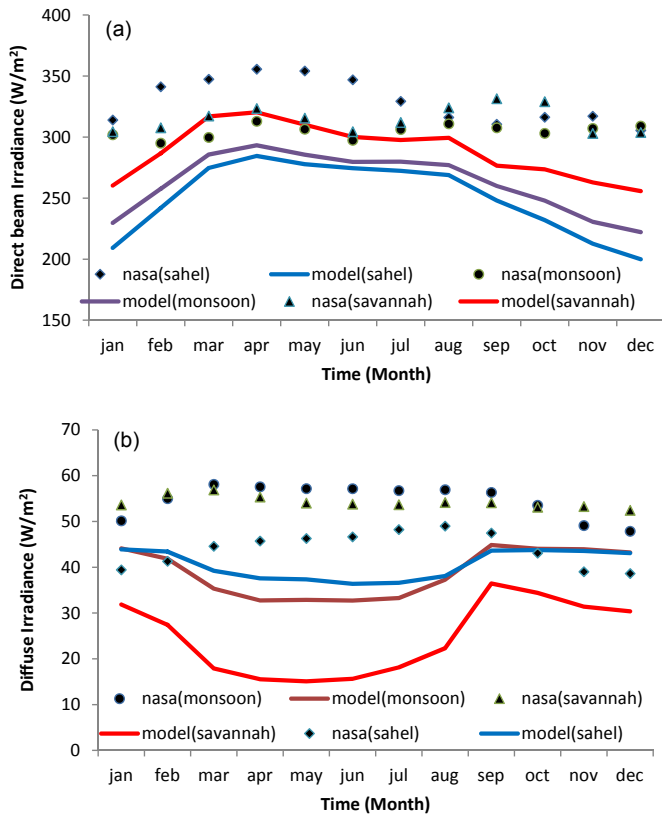 (a)
Direct beam Irradiance (W/m²)
400
350
300
250
200
150
nasa(sahel) model(sahel) nasa(monsoon)
model(monsoon) nasa(savannah) model(savannah)
jan feb mar apr may jun jul aug sep oct nov dec
Time (Month)
(b)
Diffuse Irradiance (W/m²)
70
60
50
40
30
20
10
0
nasa(monsoon) model(monsoon) nasa(savannah)
model(savannah) nasa(sahel) model(sahel)
jan feb mar apr may jun jul aug sep oct nov dec
Time (Month)